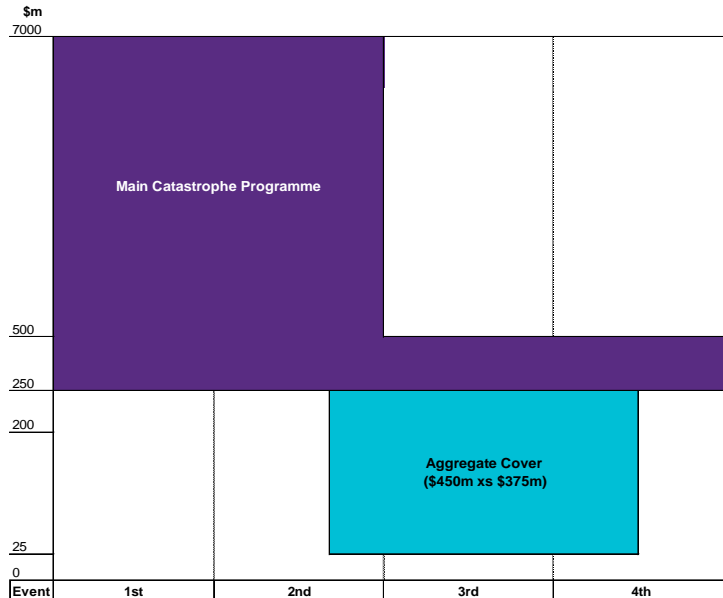 $m
7000
Main Catastrophe Programme
500
250
200
Aggregate Cover
($450m xs $375m)
25
0
Event 1st 2nd 3rd 4th